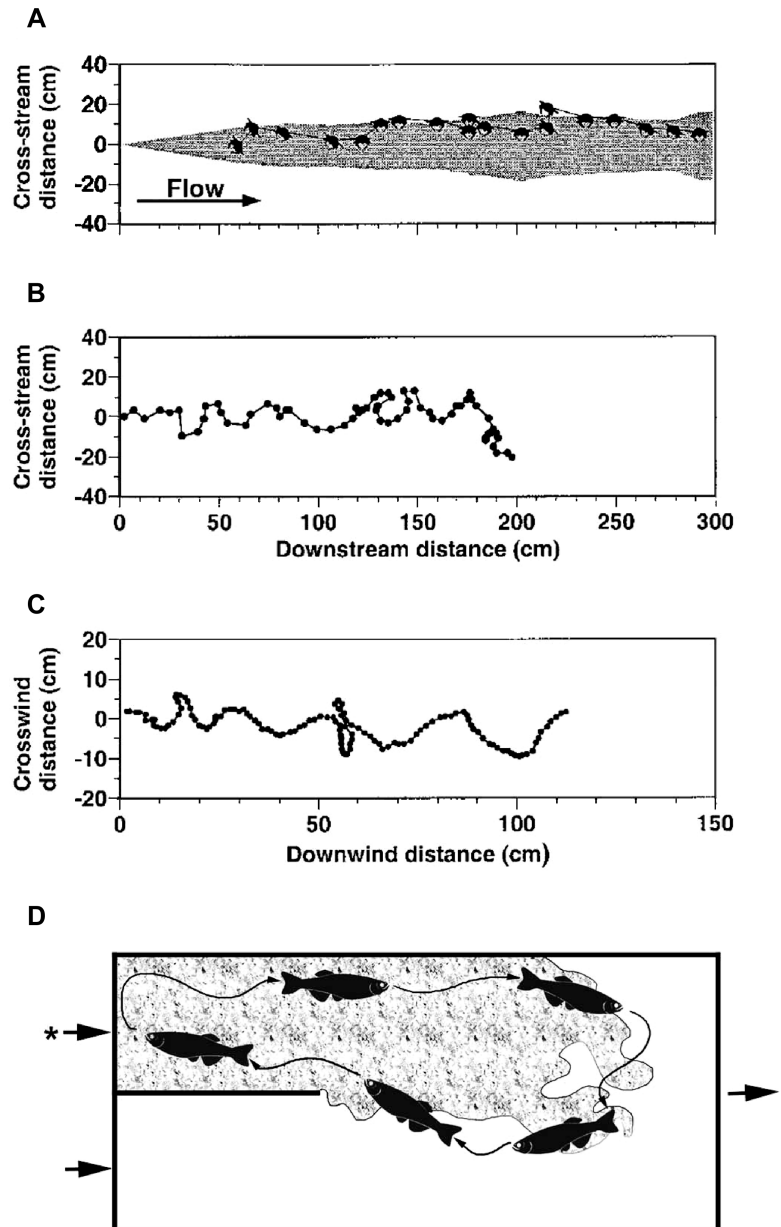 A
Cross-stream
distance (cm)
40
20
0
-20
-40
Flow
B
Cross-stream
distance (cm)
40
20
0
-20
-40
0 50 100 150 200 250 300
Downstream distance (cm)
C
Crosswind
distance (cm)
20
10
0
-10
-20
0 50 100 150
Downwind distance (cm)
D
*